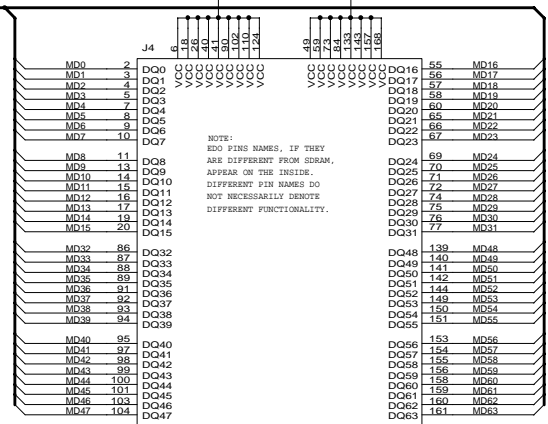 6 18 26 40 41 90 102 110 124 49 59 73 84 133 143 157 168
J4
VCC VCC VCC VCC VCC VCC VCC VCC VCC VCC VCC VCC VCC VCC VCC VCC VCC
MD0 2 DQ0 DQ16 55 MD16
MD1 3 DQ1 DQ17 56 MD17
MD2 4 DQ2 DQ18 57 MD18
MD3 5 DQ3 DQ19 58 MD19
MD4 7 DQ4 DQ20 60 MD20
MD5 8 DQ5 DQ21 65 MD21
MD6 9 DQ6 DQ22 66 MD22
MD7 10 DQ7 DQ23 67 MD23
NOTE:
EDO PINS NAMES, IF THEY
ARE DIFFERENT FROM SDRAM,
APPEAR ON THE INSIDE.
DIFFERENT PIN NAMES DO
NOT NECESSARILY DENOTE
DIFFERENT FUNCTIONALITY.
MD8 11 DQ8 DQ24 69 MD24
MD9 13 DQ9 DQ25 70 MD25
MD10 14 DQ10 DQ26 71 MD26
MD11 15 DQ11 DQ27 72 MD27
MD12 16 DQ12 DQ28 74 MD28
MD13 17 DQ13 DQ29 75 MD29
MD14 19 DQ14 DQ30 76 MD30
MD15 20 DQ15 DQ31 77 MD31
MD32 86 DQ32 DQ48 139 MD48
MD33 87 DQ33 DQ49 140 MD49
MD34 88 DQ34 DQ50 141 MD50
MD35 89 DQ35 DQ51 142 MD51
MD36 91 DQ36 DQ52 144 MD52
MD37 92 DQ37 DQ53 149 MD53
MD38 93 DQ38 DQ54 150 MD54
MD39 94 DQ39 DQ55 151 MD55
MD40 95 DQ40 DQ56 153 MD56
MD41 97 DQ41 DQ57 154 MD57
MD42 98 DQ42 DQ58 155 MD58
MD43 99 DQ43 DQ59 156 MD59
MD44 100 DQ44 DQ60 158 MD60
MD45 101 DQ45 DQ61 159 MD61
MD46 103 DQ46 DQ62 160 MD62
MD47 104 DQ47 DQ63 161 MD63